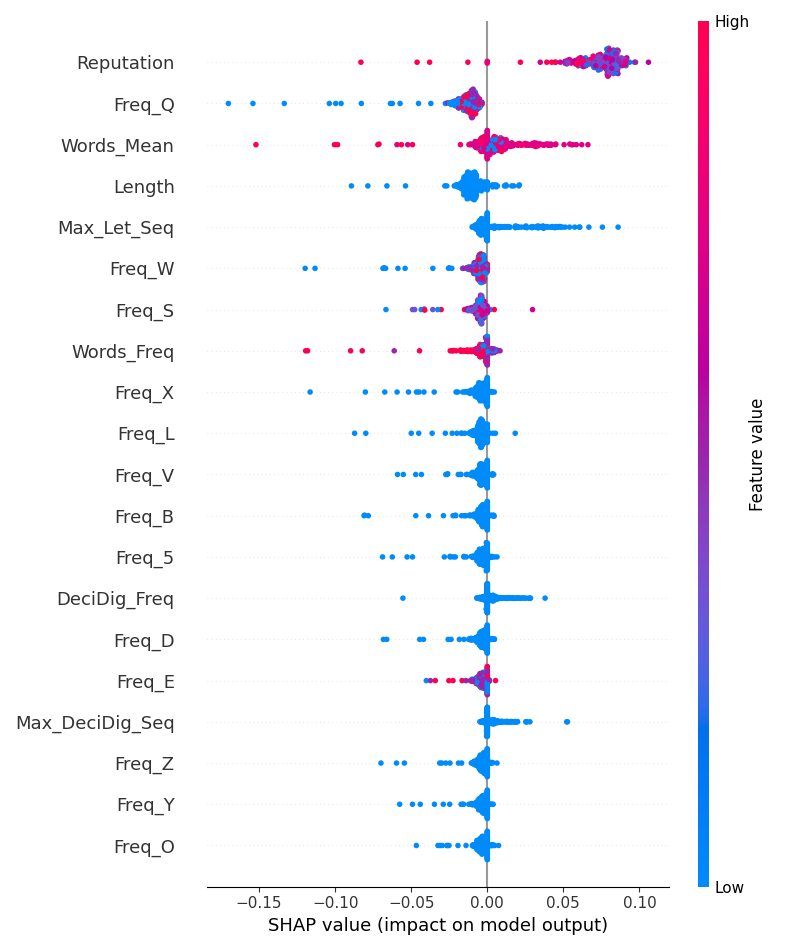 High
Reputation
Freq_Q
Words_Mean
Length
Max_Let_Seq
Freq_W
Freq_S
Words_Freq
Freq_X
Freq_L
Freq_V
Freq_B
Freq_5
DeciDig_Freq
Freq_D
Freq_E
Max_DeciDig_Seq
Freq_Z
Freq_Y
Freq_O
Feature value
Low
−0.15 −0.10 −0.05 0.00 0.05 0.10
SHAP value (impact on model output)